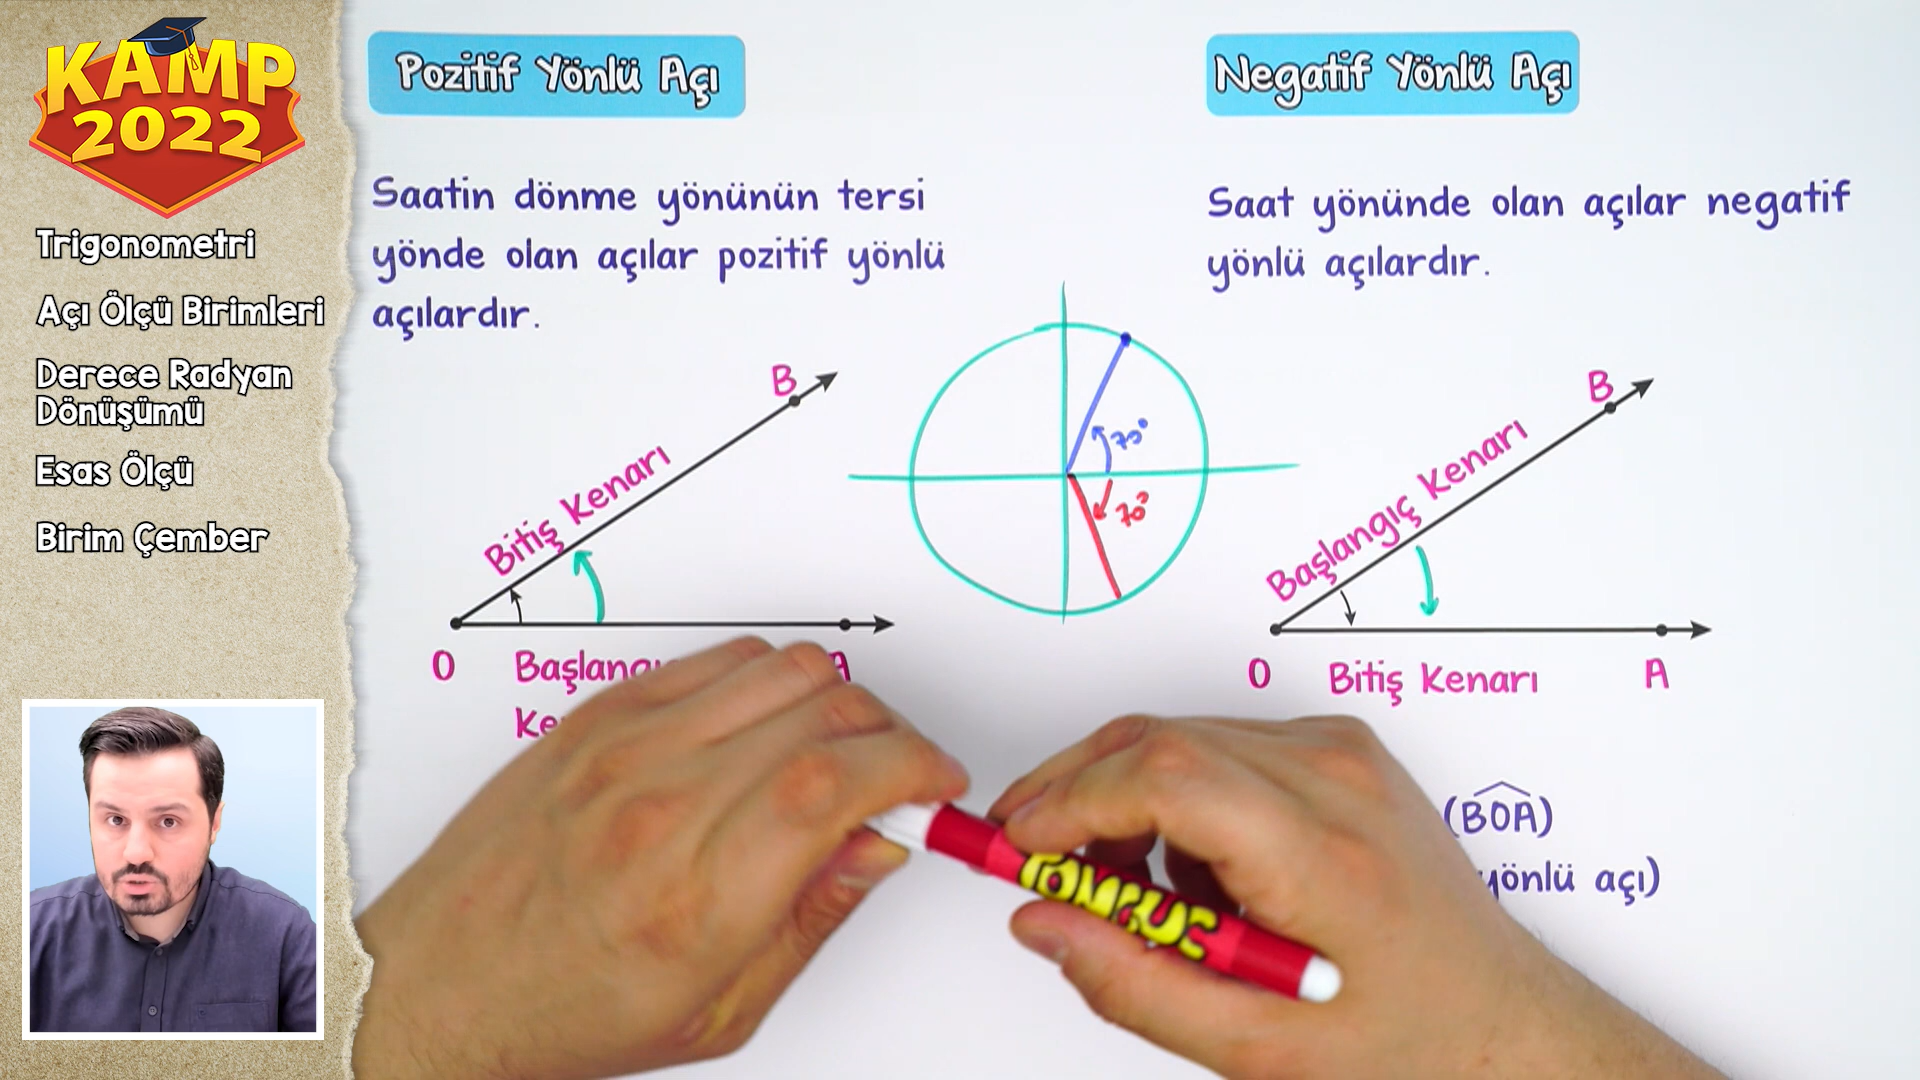 KAMP
2022
Trigonometri
Açı Ölçü Birimleri
Derece Radyan
Dönüşümü
Esas Ölçü
Birim Çember
Pozitif Yönlü Açı
Saatin dönme yönünün tersi
yönde olan açılar pozitif yönlü
açılardır.
B
Bitiş Kenarı
O
A
70°
70°
Negatif Yönlü Açı
Saat yönünde olan açılar negatif
yönlü açılardır.
B
Başlangıç Kenarı
O Bitiş Kenarı A
(BOA)
yönlü açı)